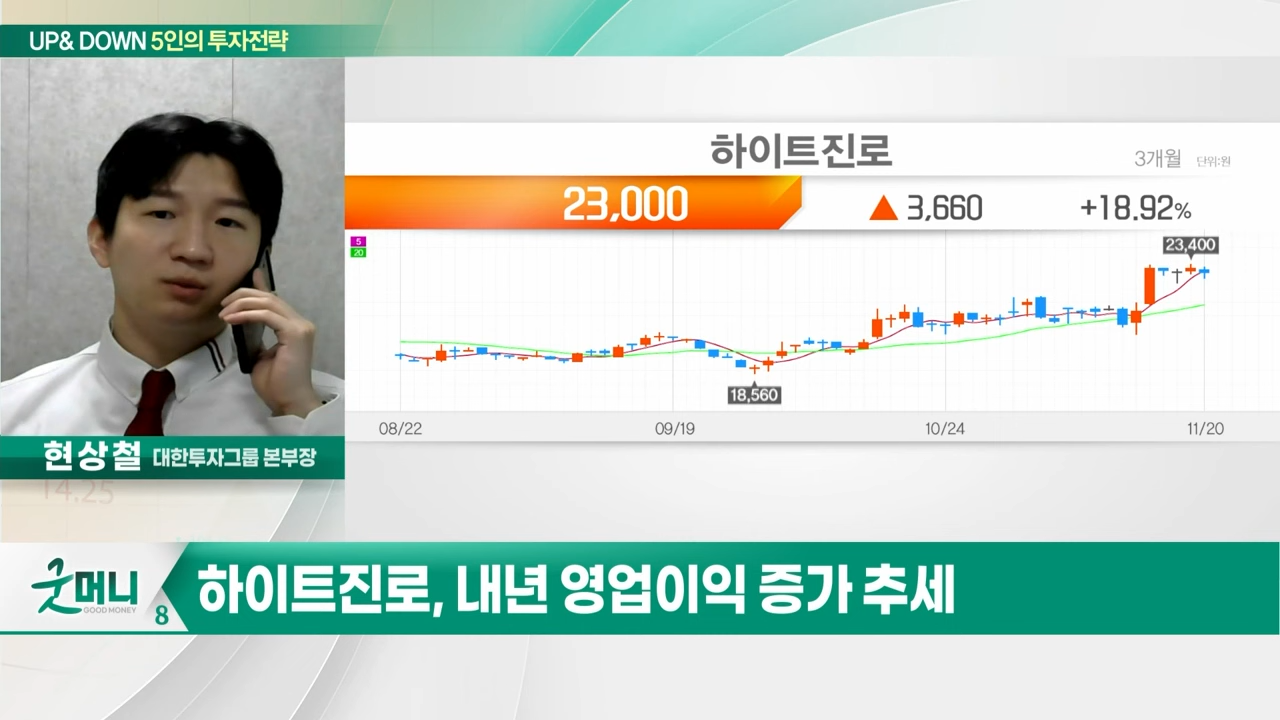 UP& DOWN 5인의 투자전략
하이트진로
3개월 단위:원
23,000 ▲ 3,660 +18.92%
5
20
23,400
18,560
08/22 09/19 10/24 11/20
현상철 대한투자그룹 본부장
14.25
굿머니
GOOD MONEY
8
하이트진로, 내년 영업이익 증가 추세